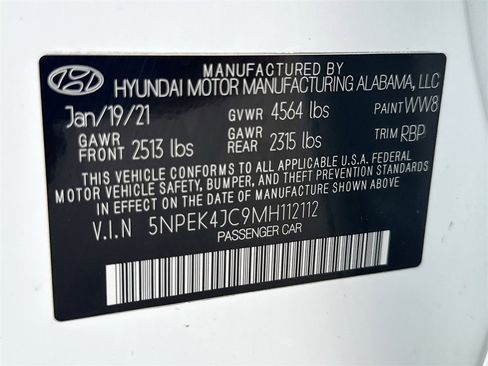 MANUFACTURED BY
HYUNDAI MOTOR MANUFACTURING ALABAMA, LLC
Jan/19/21 GVWR 4564 lbs PAINT WW8
GAWR FRONT 2513 lbs GAWR REAR 2315 lbs TRIM RBP
THIS VEHICLE CONFORMS TO ALL APPLICABLE U.S.A. FEDERAL
MOTOR VEHICLE SAFETY, BUMPER, AND THEFT PREVENTION STANDARDS
IN EFFECT ON THE DATE OF MANUFACTURE SHOWN ABOVE.
V.I.N 5NPEK4JC9MH112112
PASSENGER CAR